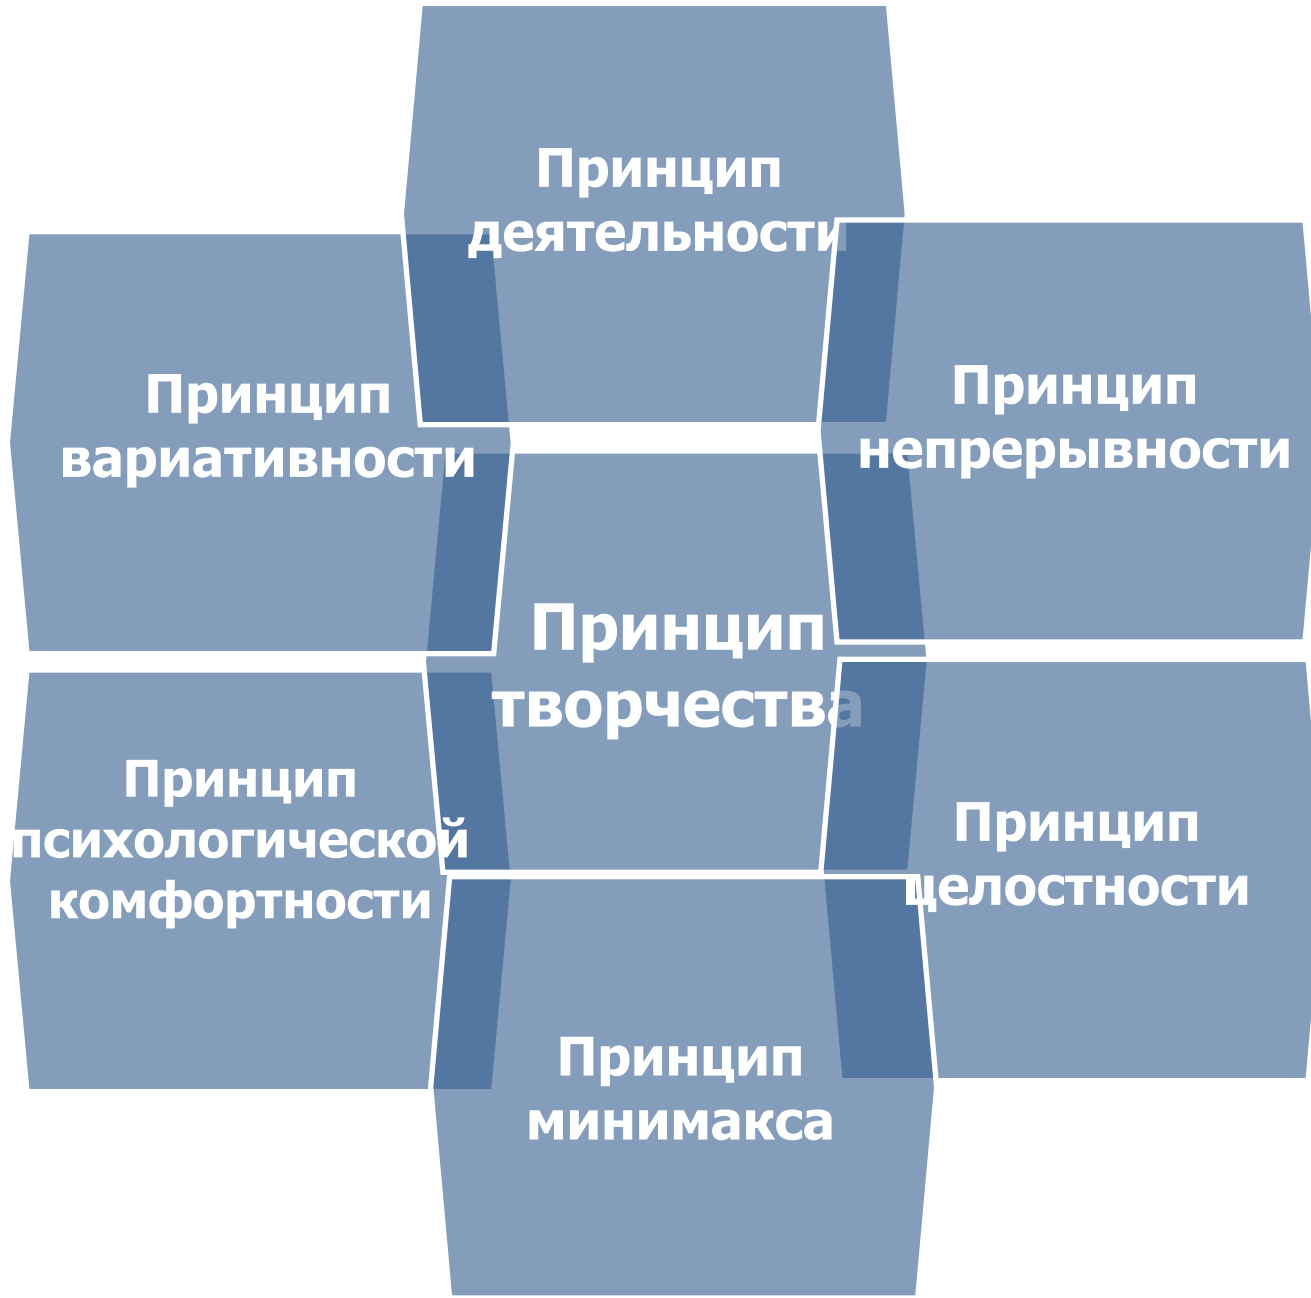 Принцип
деятельности
Принцип
вариативности
Принцип
непрерывности
Принцип
творчества
Принцип
психологической
комфортности
Принцип
целостности
Принцип
минимакса